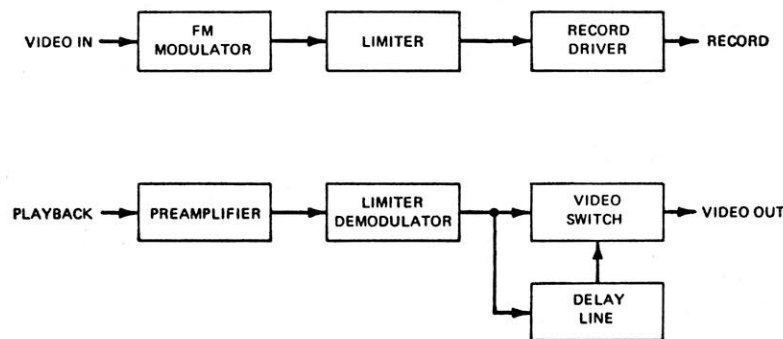 VIDEO IN
FM
MODULATOR
LIMITER
RECORD
DRIVER
RECORD
PLAYBACK
PREAMPLIFIER
LIMITER
DEMODULATOR
VIDEO
SWITCH
VIDEO OUT
DELAY
LINE